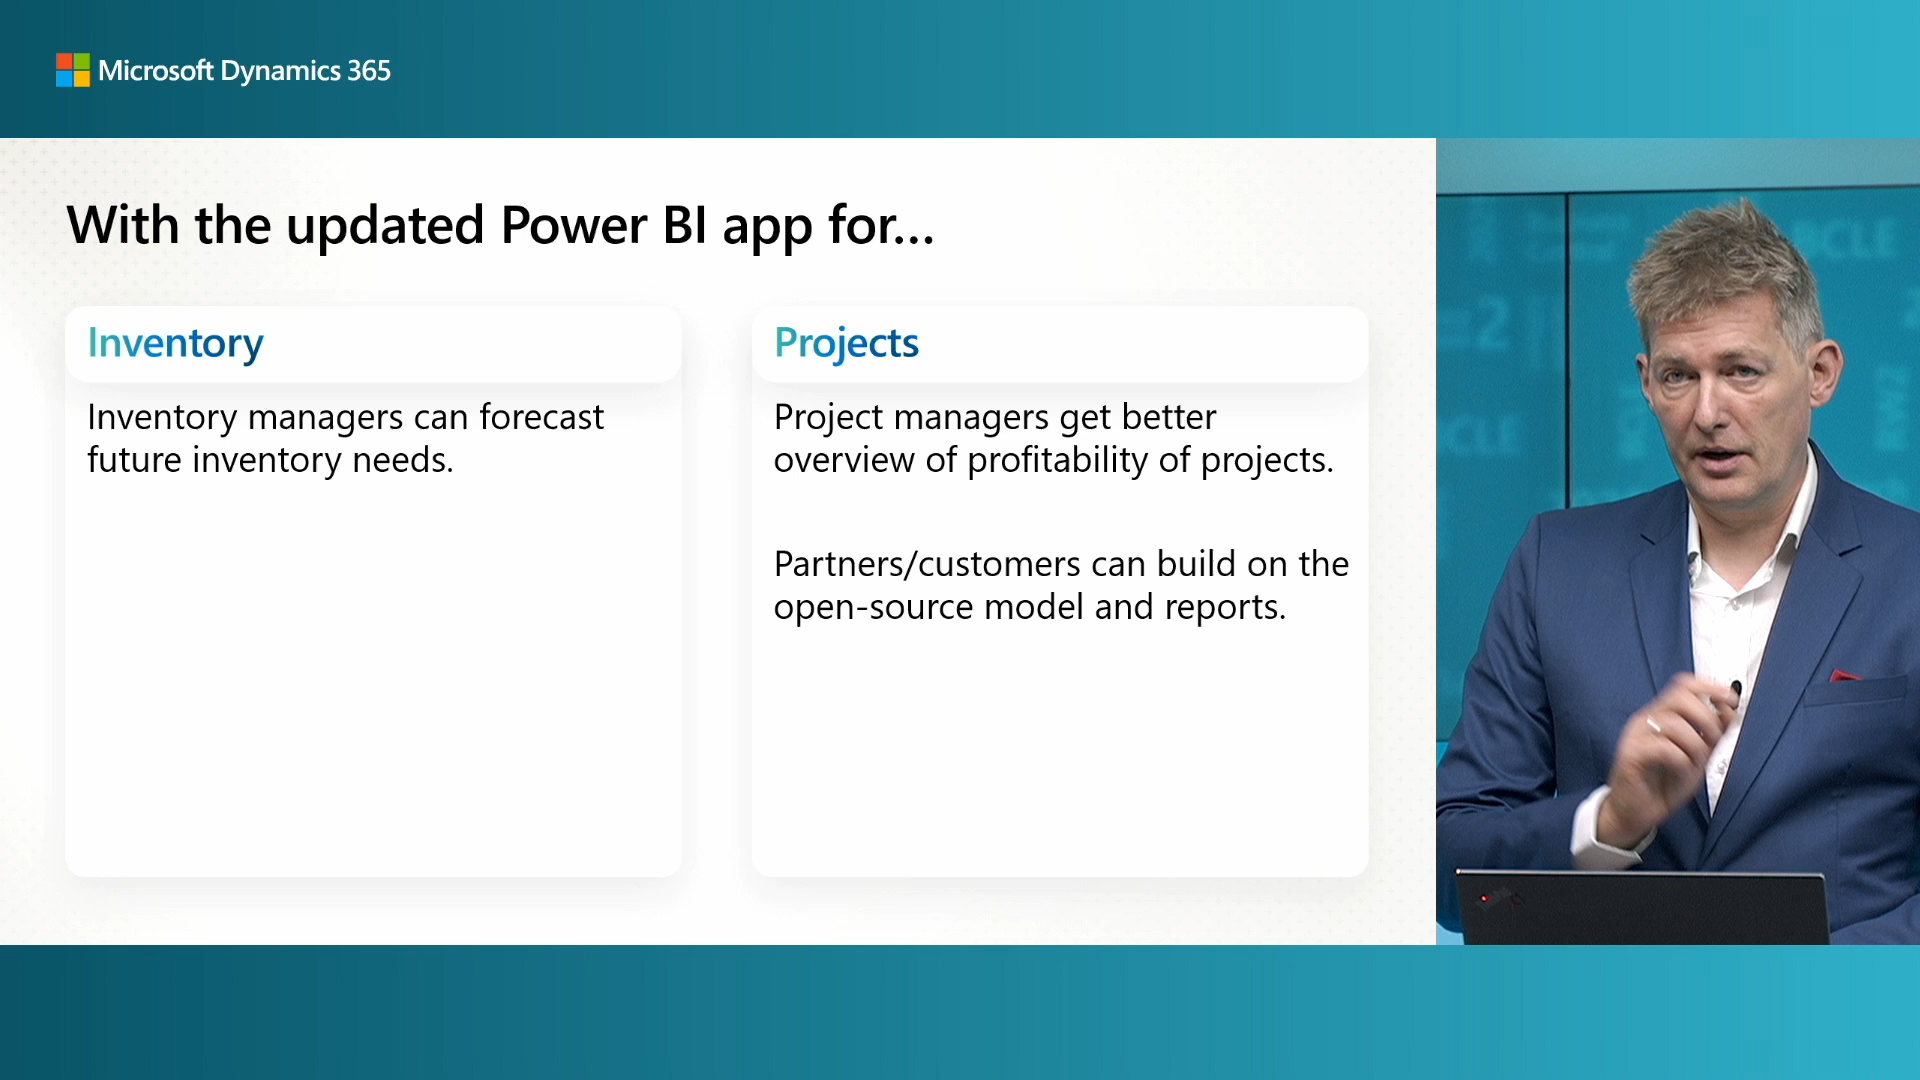 Microsoft Dynamics 365
With the updated Power BI app for...
Inventory
Inventory managers can forecast
future inventory needs.
Projects
Project managers get better
overview of profitability of projects.
Partners/customers can build on the
open-source model and reports.
BCLE